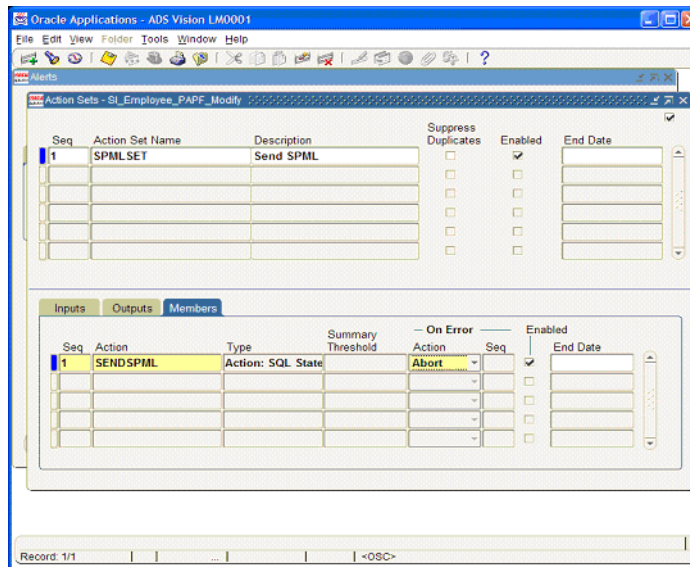 Oracle Applications - ADS Vision LM0001
File Edit View Folder Tools Window Help
Alerts
Action Sets - SI_Employee_PAPF_Modify
Seq Action Set Name Description Suppress Duplicates Enabled End Date
1 SPMLSET Send SPML
Inputs Outputs Members
Seq Action Type Summary Threshold On Error Action Seq Enabled End Date
1 SENDSPML Action: SQL State Abort
Record: 1/1 ... <OSC>